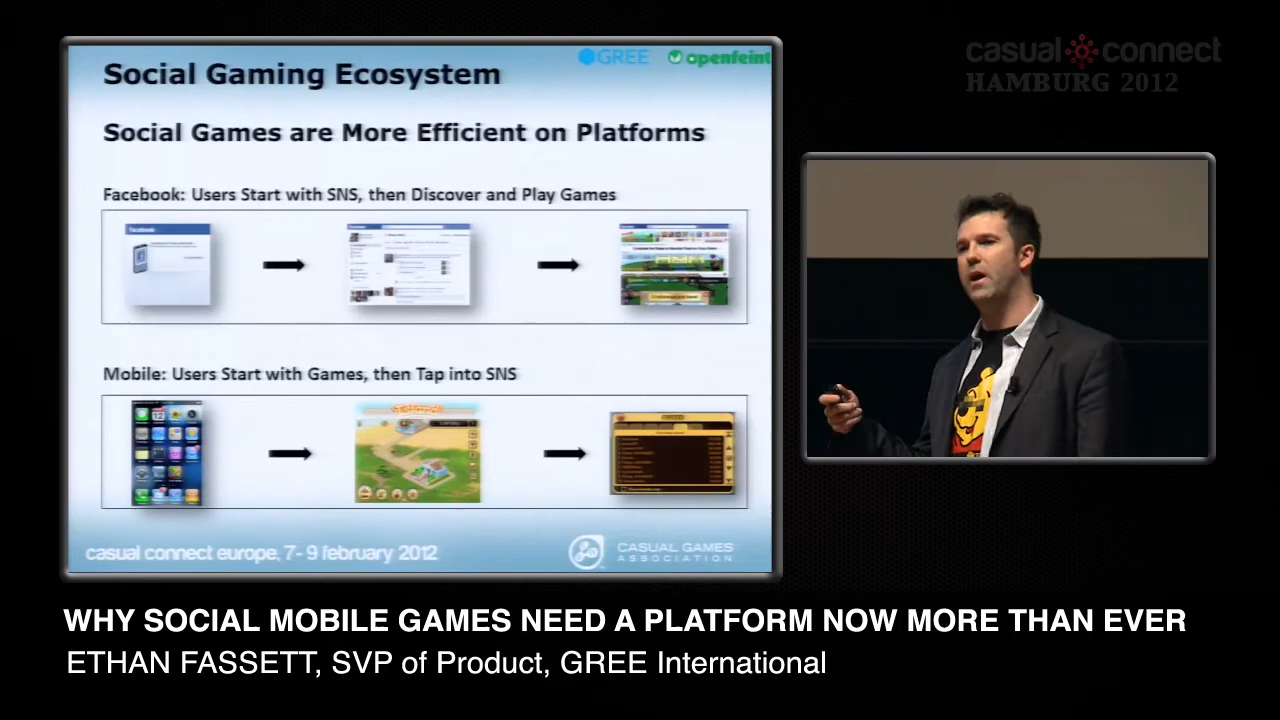 GREE openfeint
Social Gaming Ecosystem
Social Games are More Efficient on Platforms
Facebook: Users Start with SNS, then Discover and Play Games
Mobile: Users Start with Games, then Tap into SNS
casual connect europe, 7-9 february 2012
CASUAL GAMES
ASSOCIATION
casual connect
HAMBURG 2012
WHY SOCIAL MOBILE GAMES NEED A PLATFORM NOW MORE THAN EVER
ETHAN FASSETT, SVP of Product, GREE International